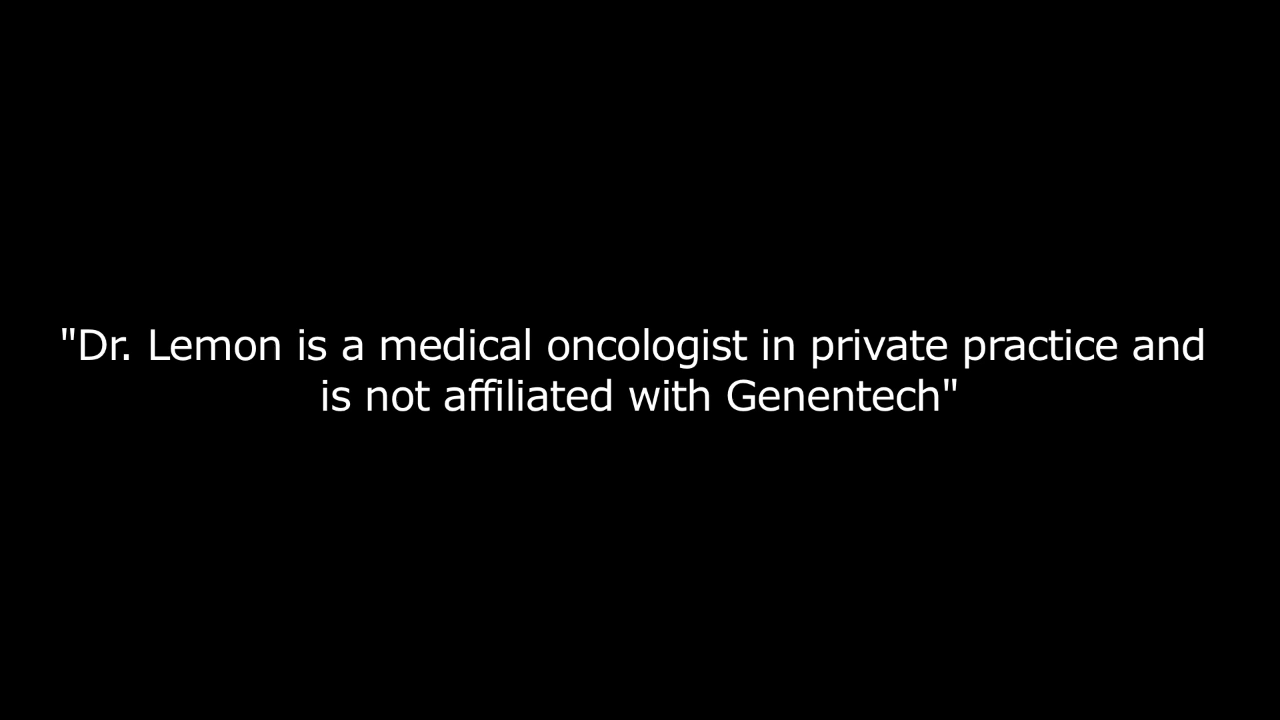 "Dr. Lemon is a medical oncologist in private practice and
is not affiliated with Genentech"